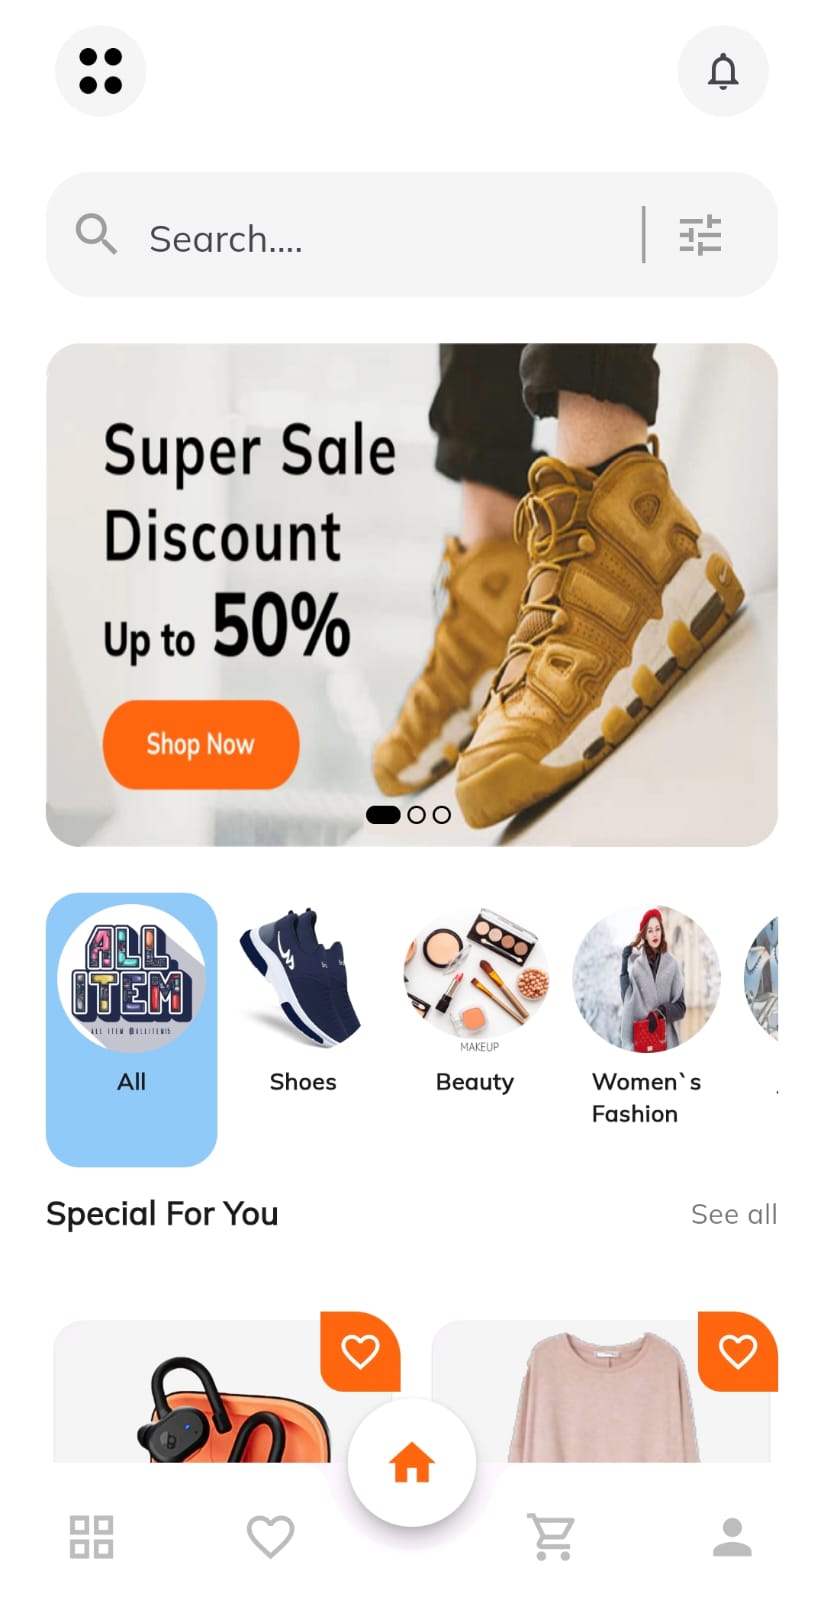 Search....
Super Sale
Discount
Up to 50%
Shop Now
ALL
ITEM
ALL ITEM @ALLITEM15
All
Shoes
MAKEUP
Beauty
Women`s
Fashion
Special For You
See all